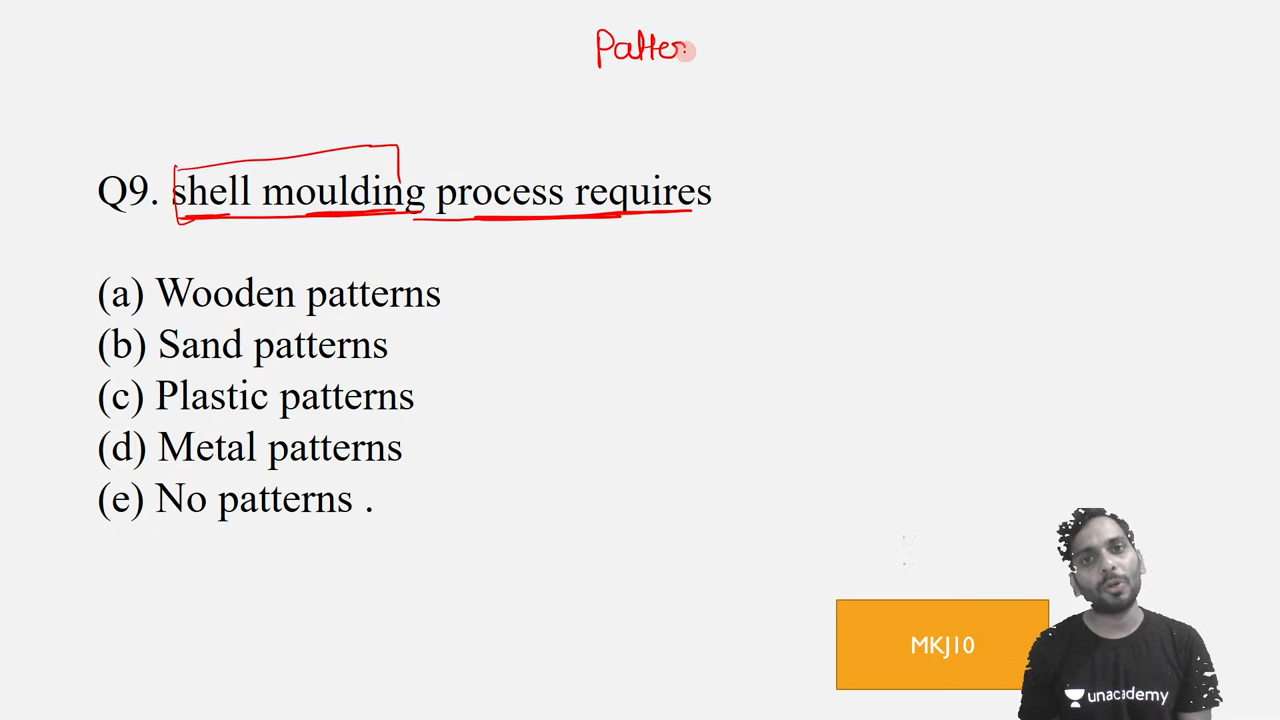 Patter
Q9. shell moulding process requires
(a) Wooden patterns
(b) Sand patterns
(c) Plastic patterns
(d) Metal patterns
(e) No patterns .
MKJ10
unacademy